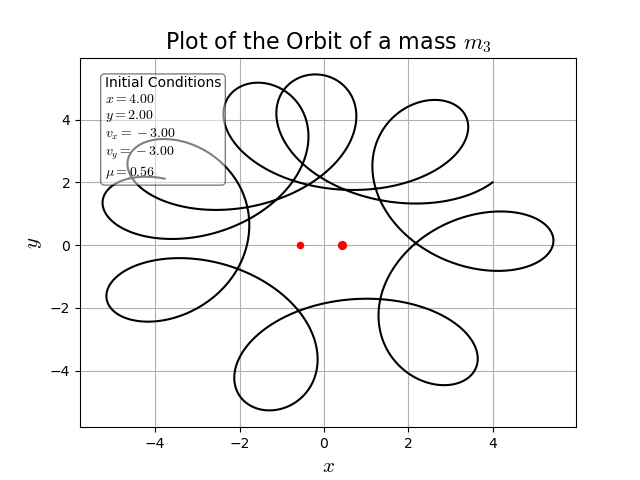 Plot of the Orbit of a mass m₃
Initial Conditions
x = 4.00
y = 2.00
vₓ = −3.00
v_y = −3.00
μ = 0.56
4
2
0
−2
−4
y
−4
−2
0
2
4
x